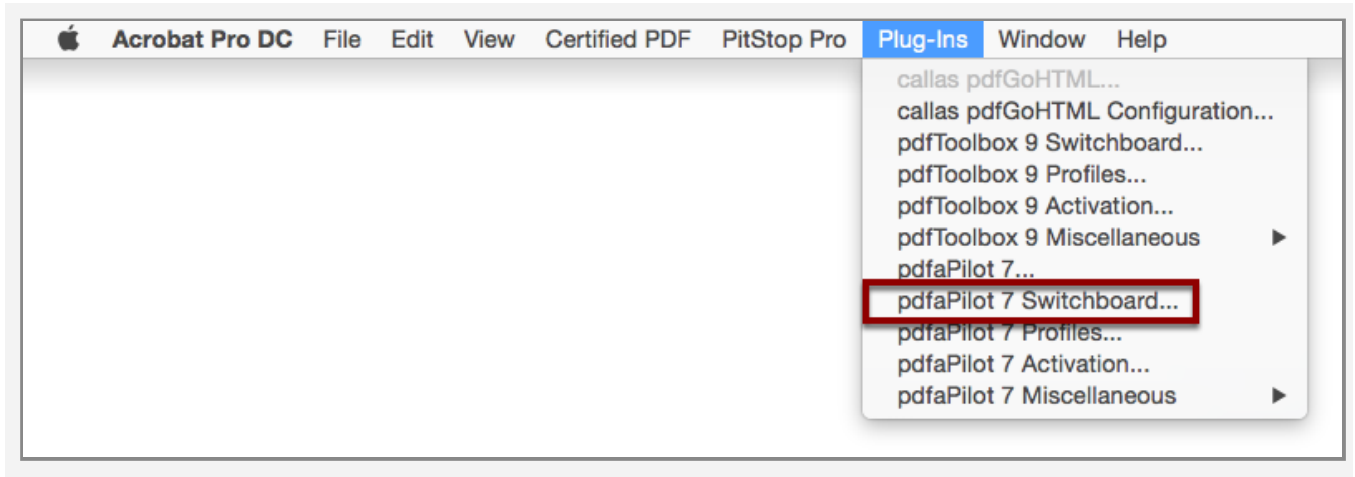 Acrobat Pro DC File Edit View Certified PDF PitStop Pro Plug-Ins Window Help
callas pdfGoHTML...
callas pdfGoHTML Configuration...
pdfToolbox 9 Switchboard...
pdfToolbox 9 Profiles...
pdfToolbox 9 Activation...
pdfToolbox 9 Miscellaneous
pdfaPilot 7...
pdfaPilot 7 Switchboard...
pdfaPilot 7 Profiles...
pdfaPilot 7 Activation...
pdfaPilot 7 Miscellaneous